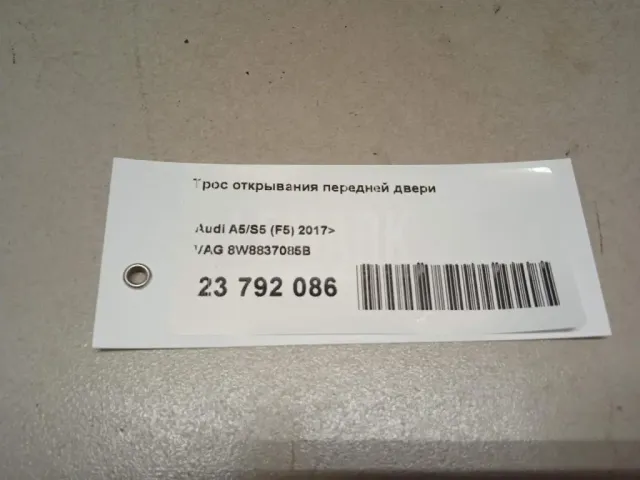 Трос открывания передней двери
Audi A5/S5 (F5) 2017>
VAG 8W8837085B
23 792 086